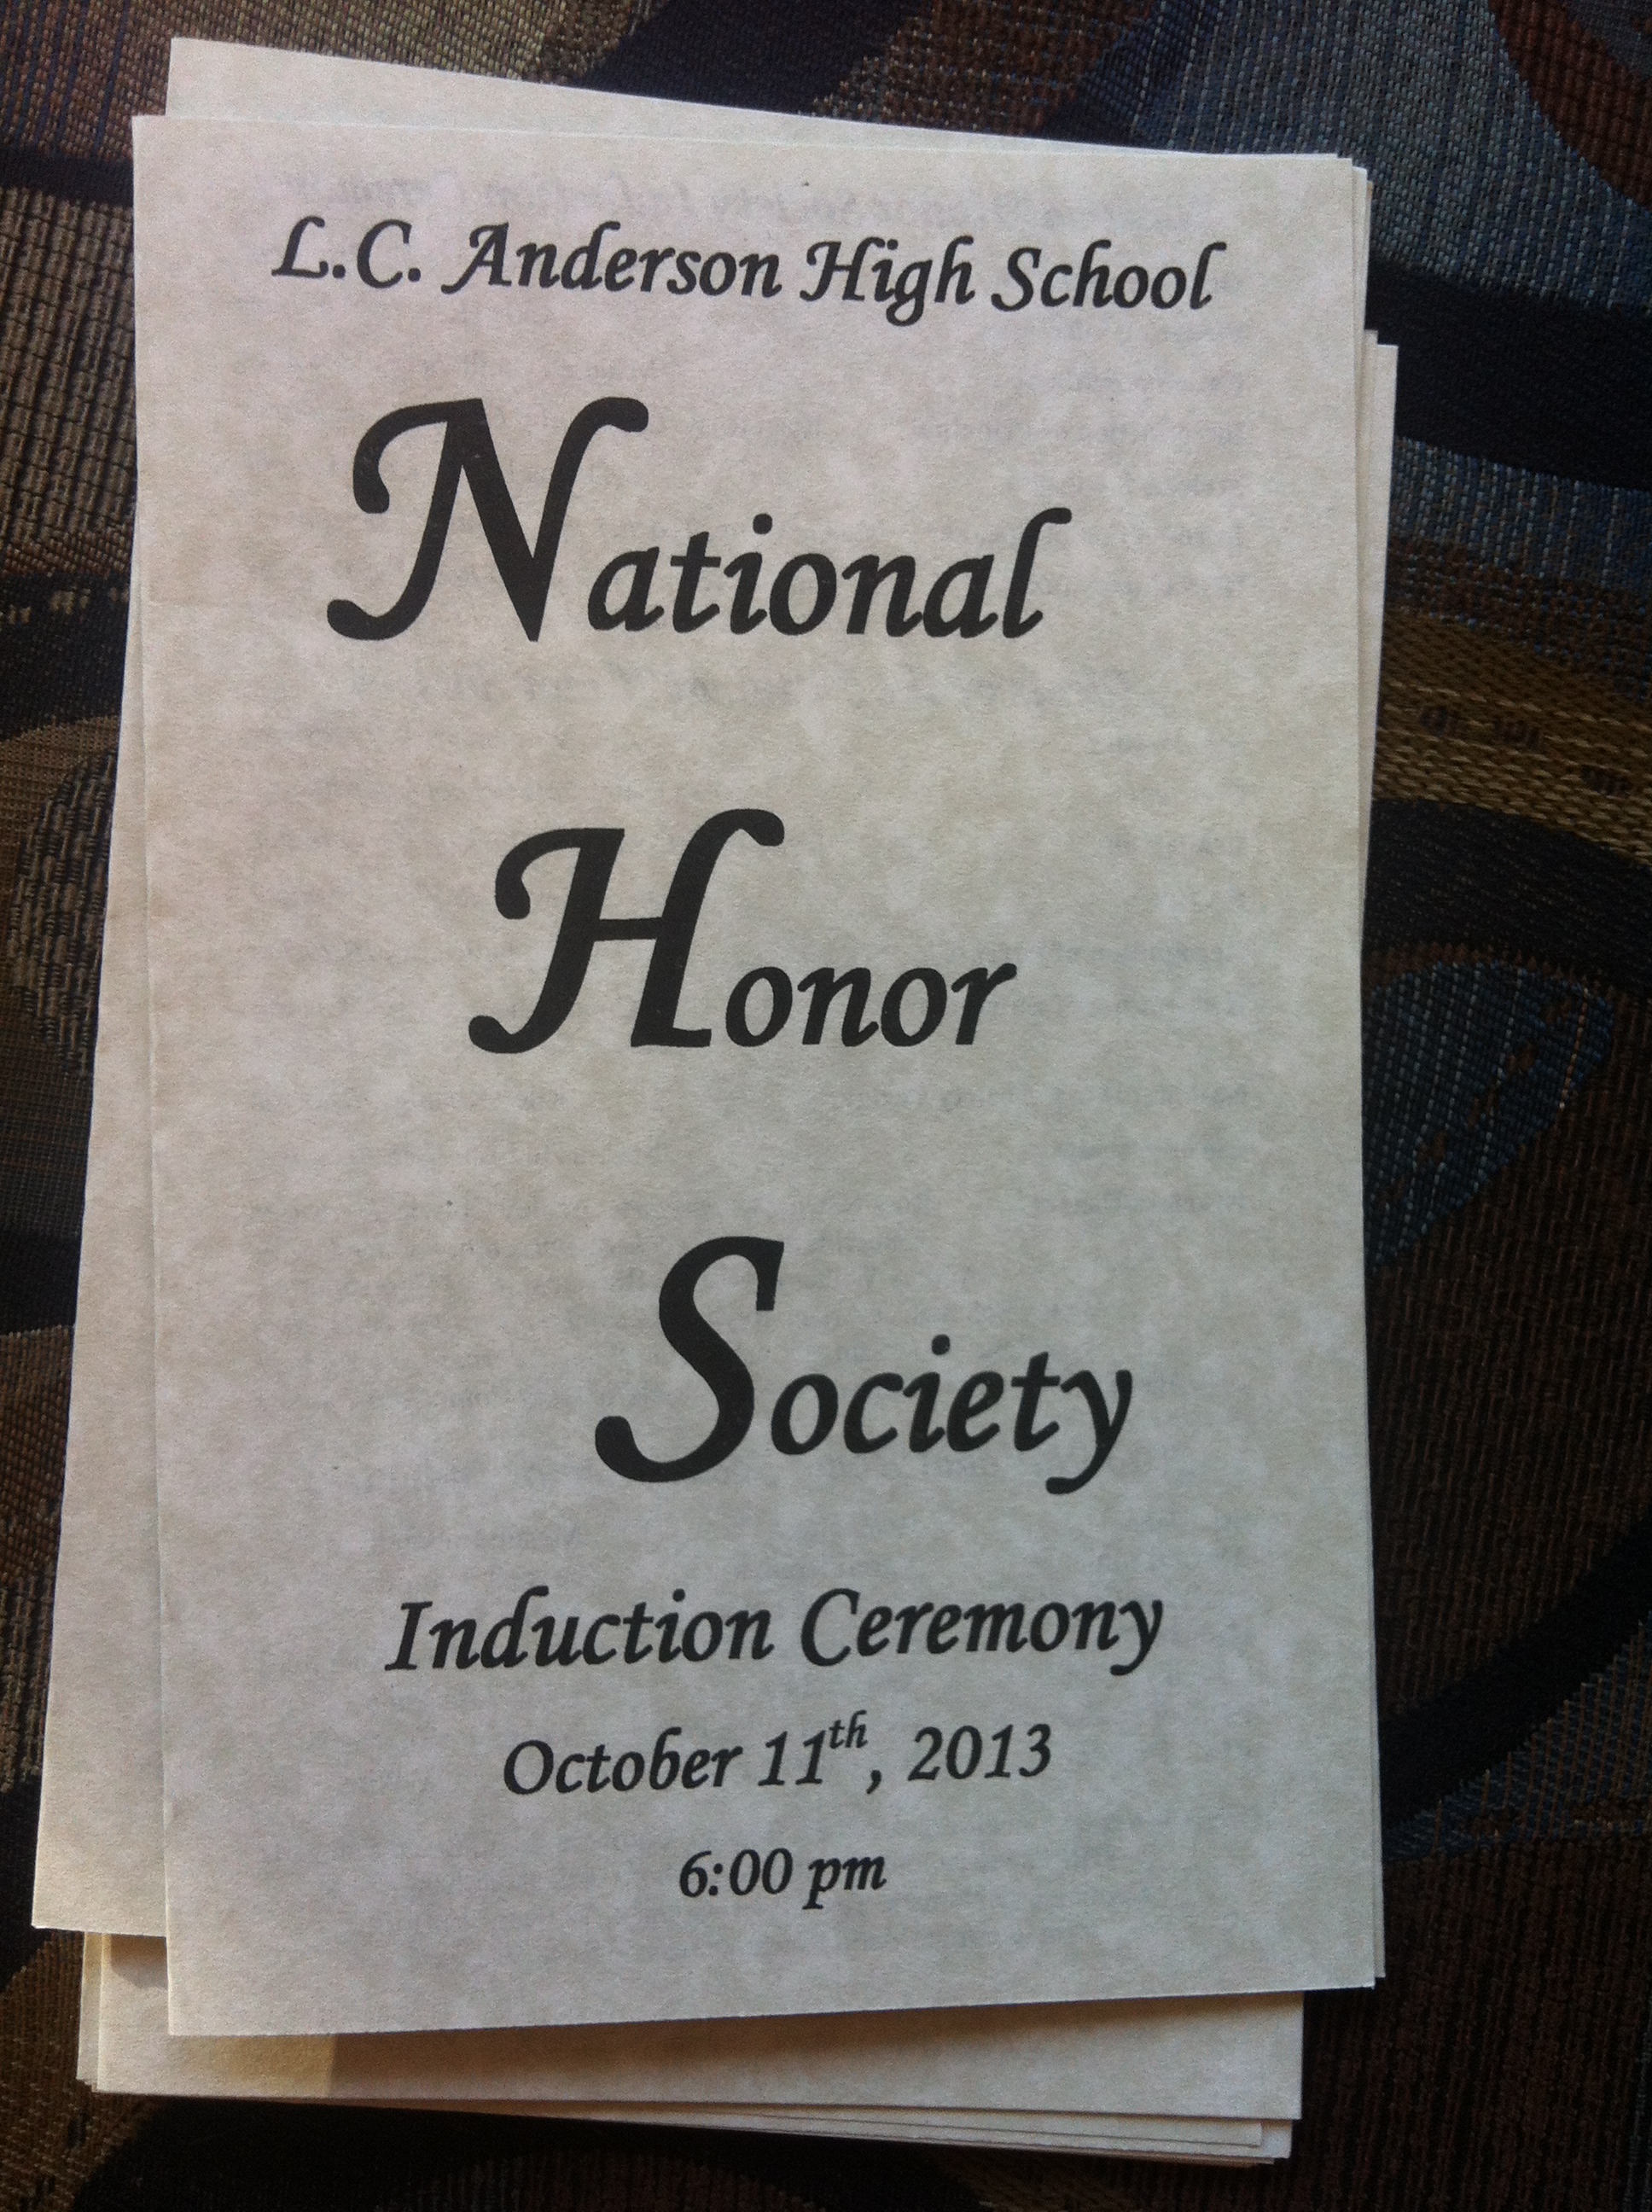 L.C. Anderson High School
National
Honor
Society
Induction Ceremony
October 11th, 2013
6:00 pm